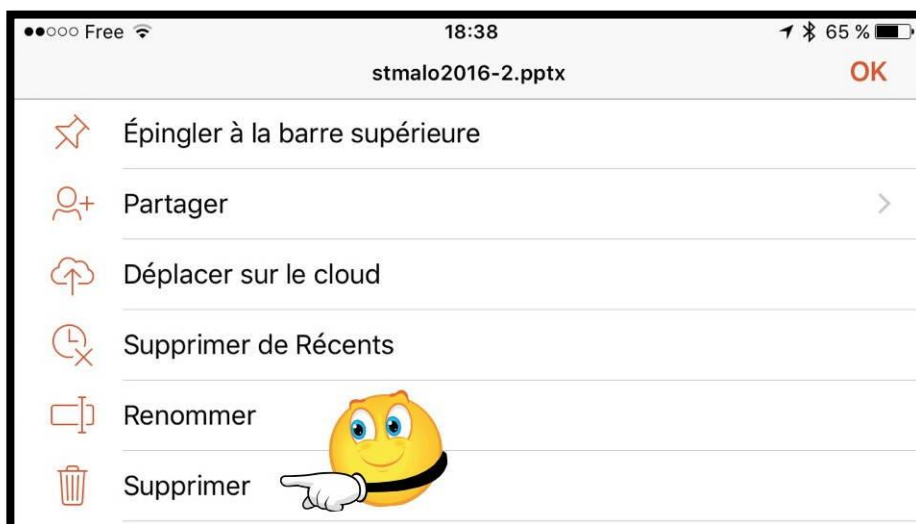 ●●○○○ Free 18:38 65 %
stmalo2016-2.pptx OK
Épingler à la barre supérieure
Partager
Déplacer sur le cloud
Supprimer de Récents
Renommer
Supprimer